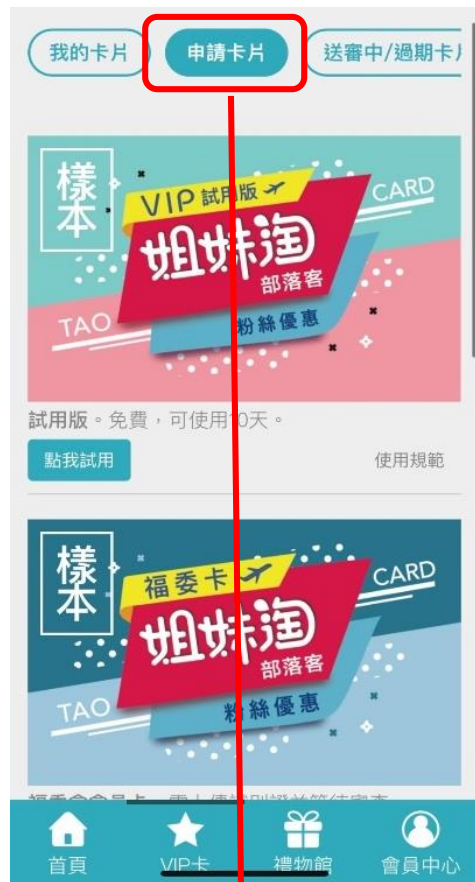 我的卡片
申請卡片
送審中/過期卡片
樣本
VIP 試用版
CARD
姐妹淘
部落客
粉絲優惠
TAO
試用版。免費，可使用10天。
點我試用
使用規範
樣本
福委卡
CARD
姐妹淘
部落客
粉絲優惠
TAO
首頁
VIP卡
禮物館
會員中心